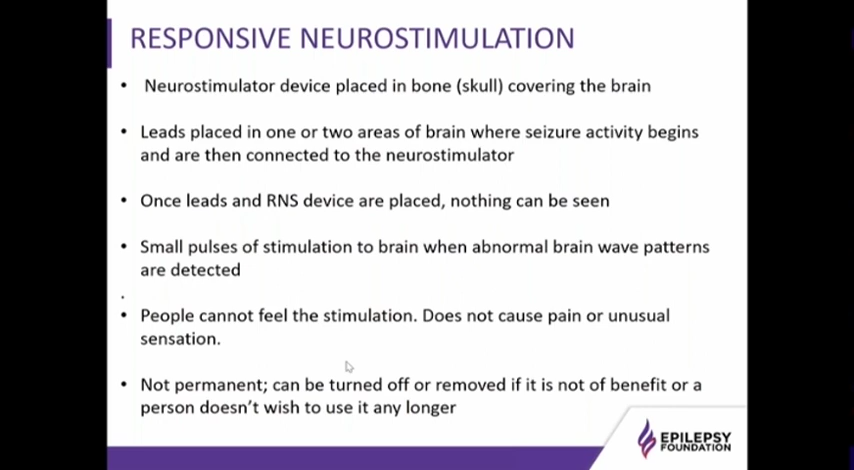 RESPONSIVE NEUROSTIMULATION
• Neurostimulator device placed in bone (skull) covering the brain
• Leads placed in one or two areas of brain where seizure activity begins
and are then connected to the neurostimulator
• Once leads and RNS device are placed, nothing can be seen
• Small pulses of stimulation to brain when abnormal brain wave patterns
are detected
.
• People cannot feel the stimulation. Does not cause pain or unusual
sensation.
• Not permanent; can be turned off or removed if it is not of benefit or a
person doesn't wish to use it any longer
EPILEPSY
FOUNDATION